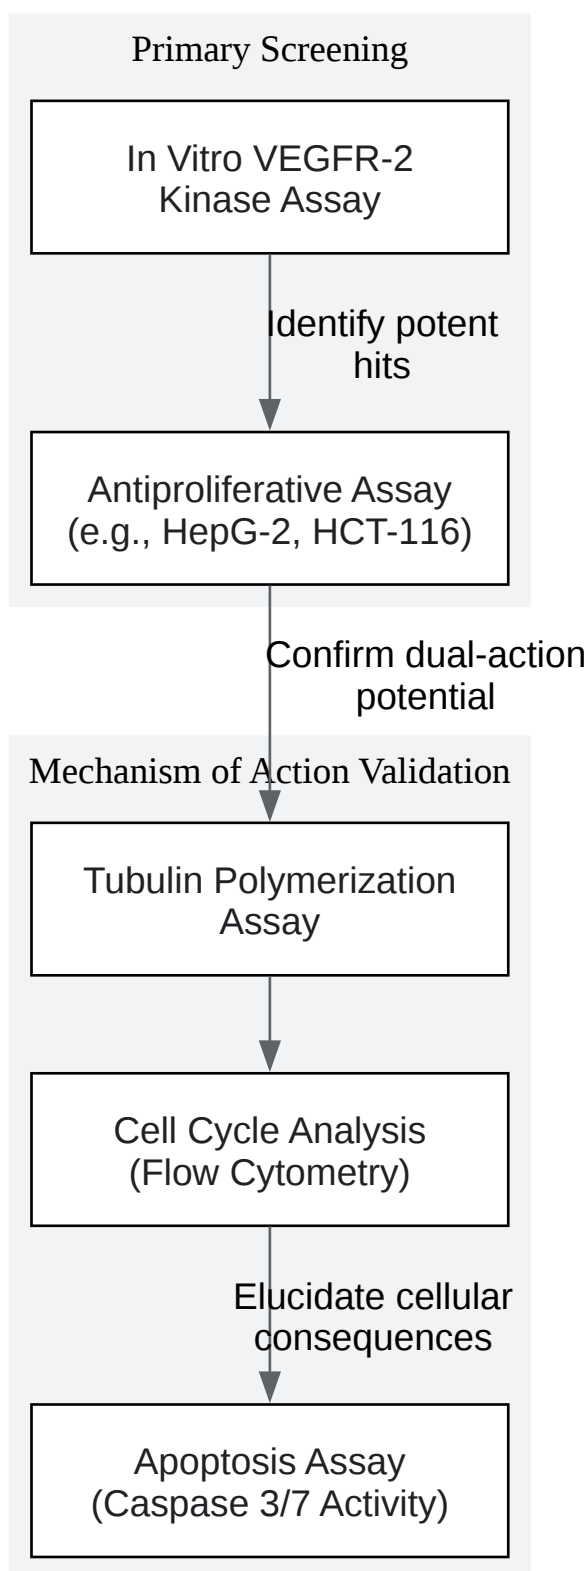 Primary Screening
In Vitro VEGFR-2
Kinase Assay
Identify potent
hits
Antiproliferative Assay
(e.g., HepG-2, HCT-116)
Confirm dual-action
potential
Mechanism of Action Validation
Tubulin Polymerization
Assay
Cell Cycle Analysis
(Flow Cytometry)
Elucidate cellular
consequences
Apoptosis Assay
(Caspase 3/7 Activity)